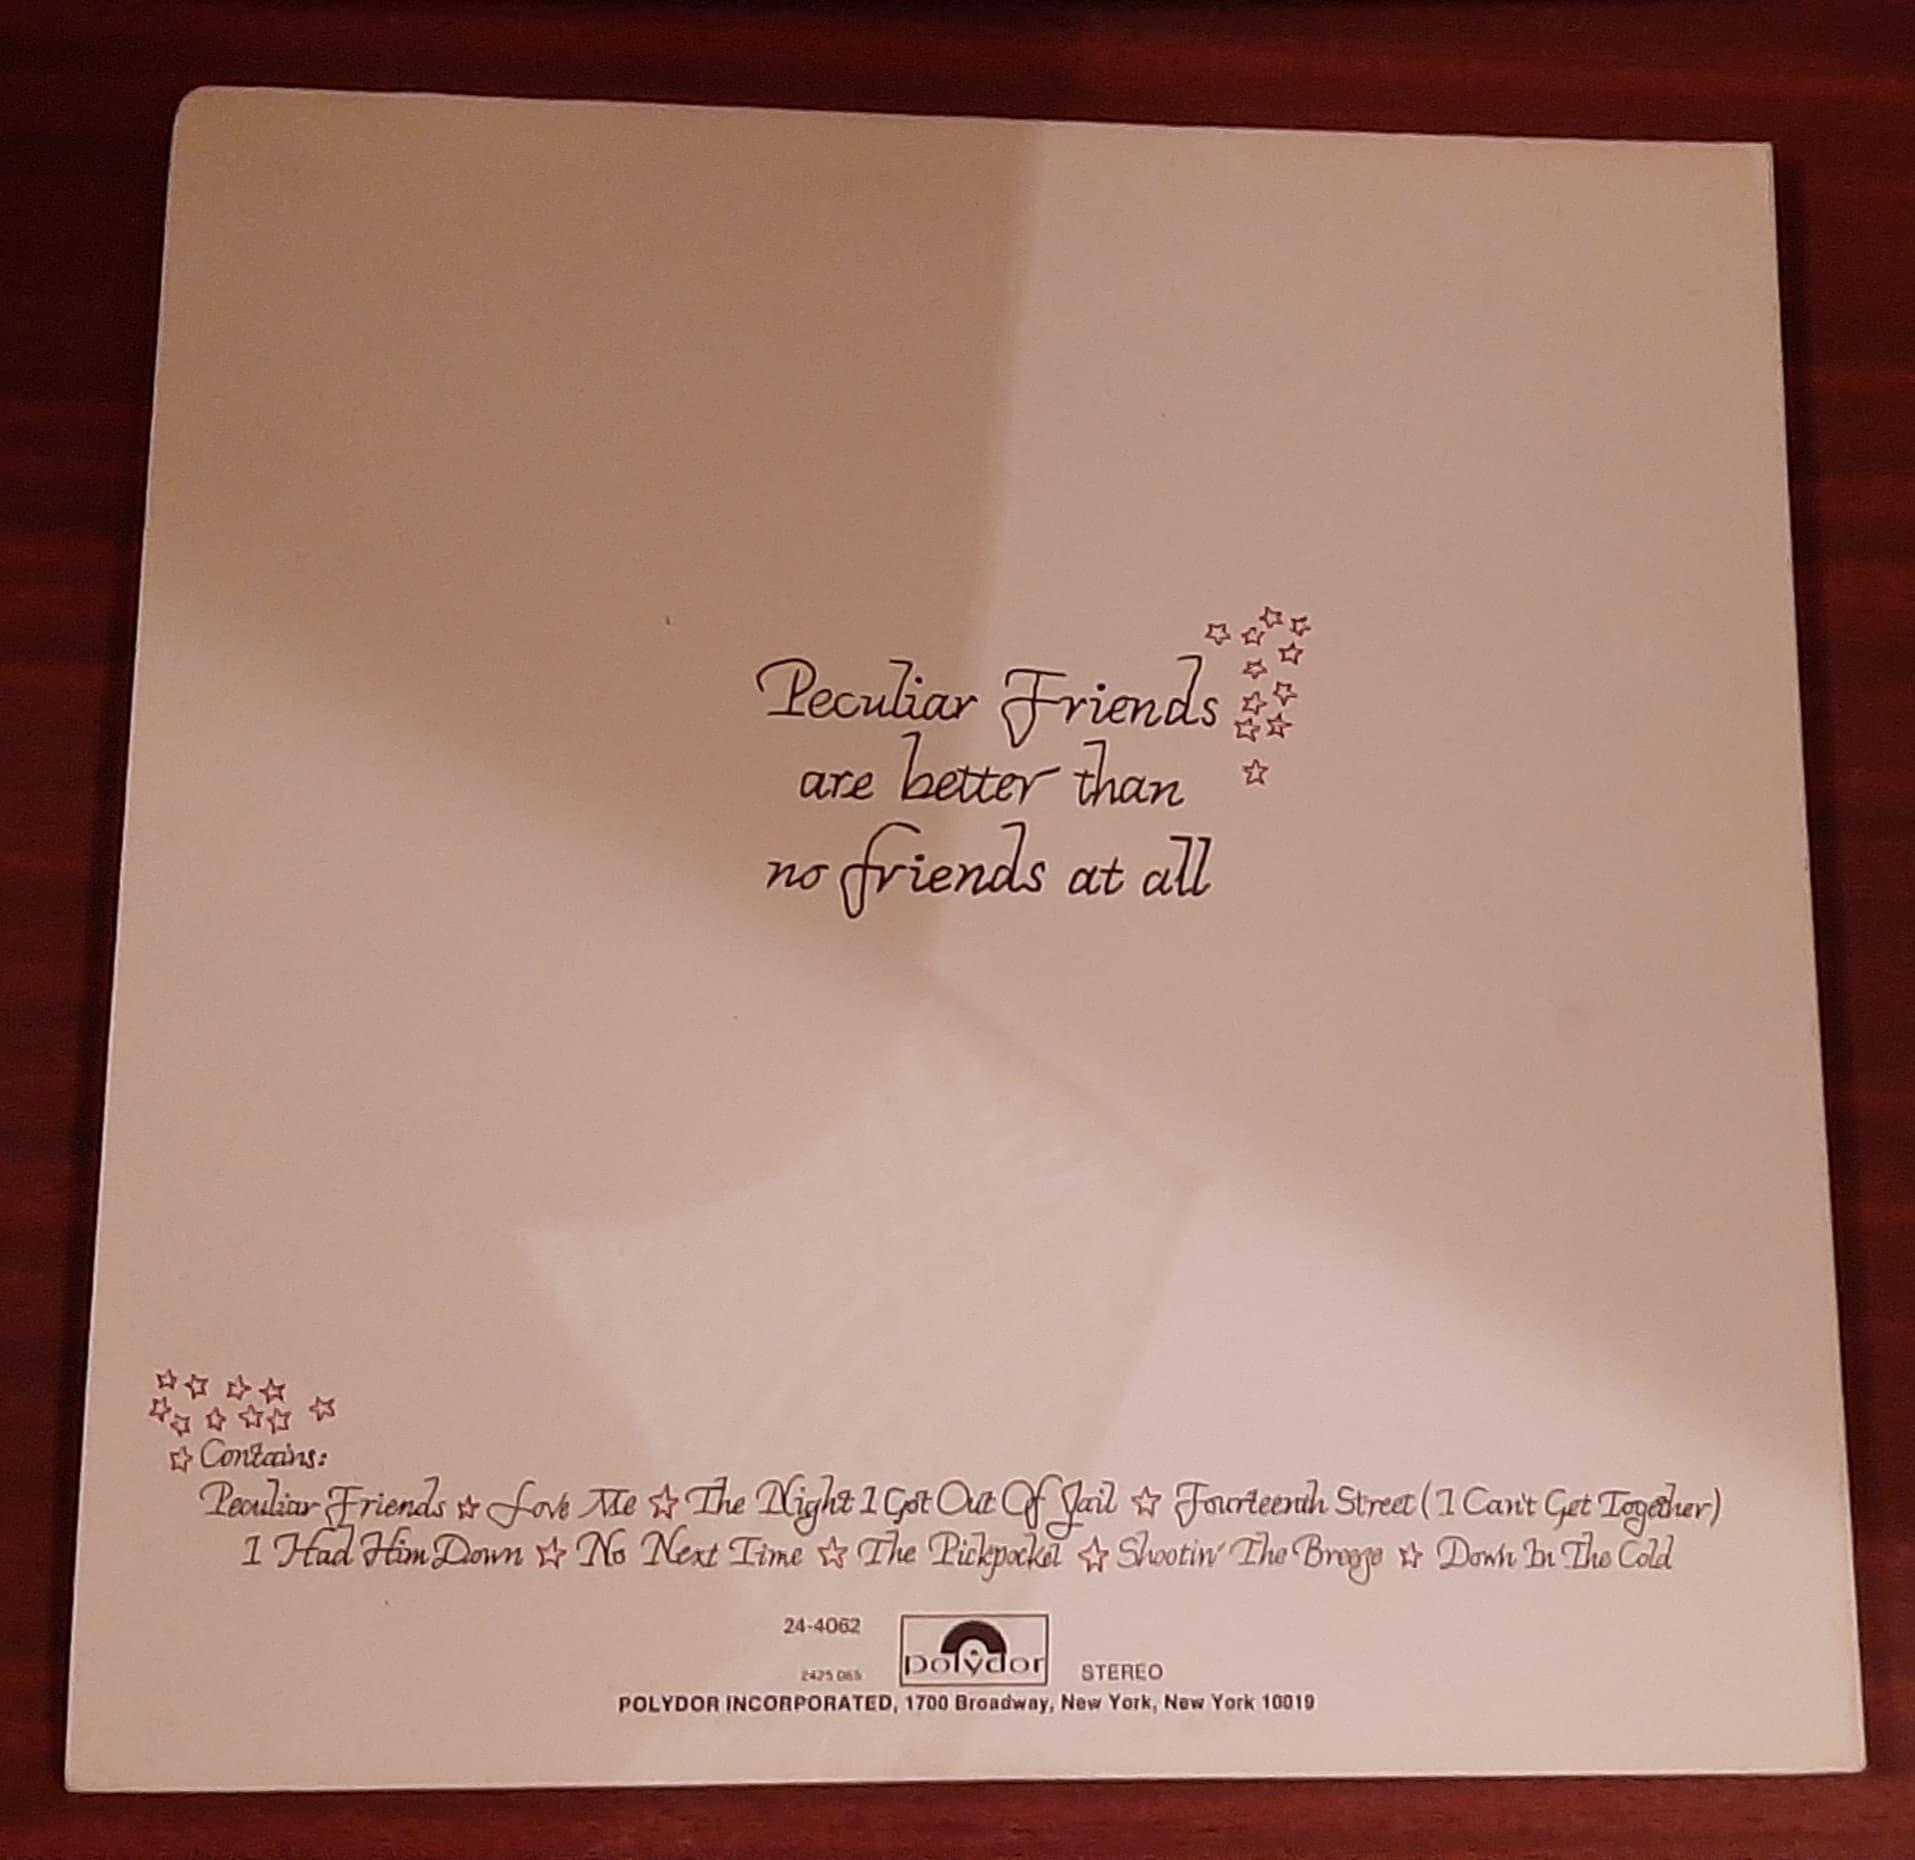 Peculiar Friends
are better than
no friends at all
Contains:
Peculiar Friends ☆ Love Me ☆ The Night I Got Out Of Jail ☆ Fourteenth Street (I Can't Get Together)
I Had Him Down ☆ No Next Time ☆ The Pickpocket ☆ Shootin' The Breeze ☆ Down In The Cold
24-4062
2425 065
polydor
STEREO
POLYDOR INCORPORATED, 1700 Broadway, New York, New York 10019